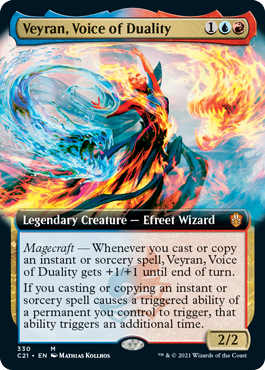 Veyran, Voice of Duality 1
Legendary Creature — Efreet Wizard
Magecraft — Whenever you cast or copy
an instant or sorcery spell, Veyran, Voice
of Duality gets +1/+1 until end of turn.
If you casting or copying an instant or
sorcery spell causes a triggered ability of
a permanent you control to trigger, that
ability triggers an additional time.
2/2
330 M
C21 • EN Mathias Kollros
™ & © 2021 Wizards of the Coast